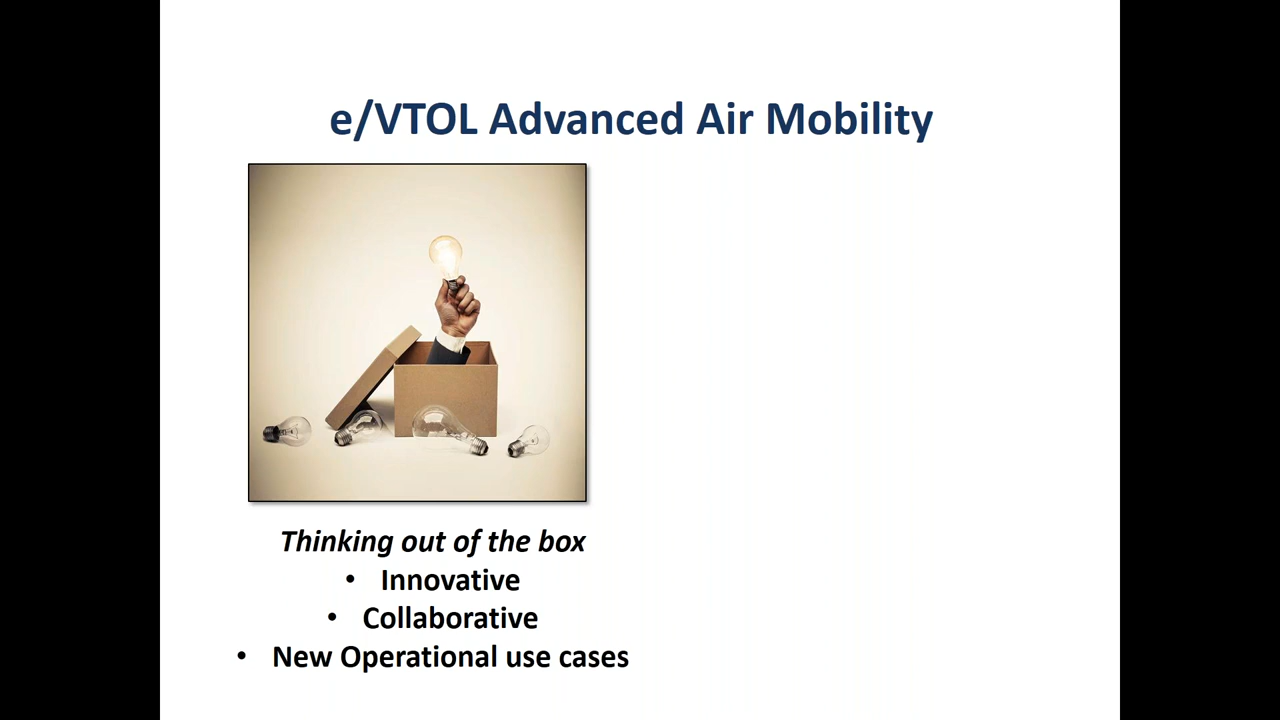 e/VTOL Advanced Air Mobility
Thinking out of the box
• Innovative
• Collaborative
• New Operational use cases